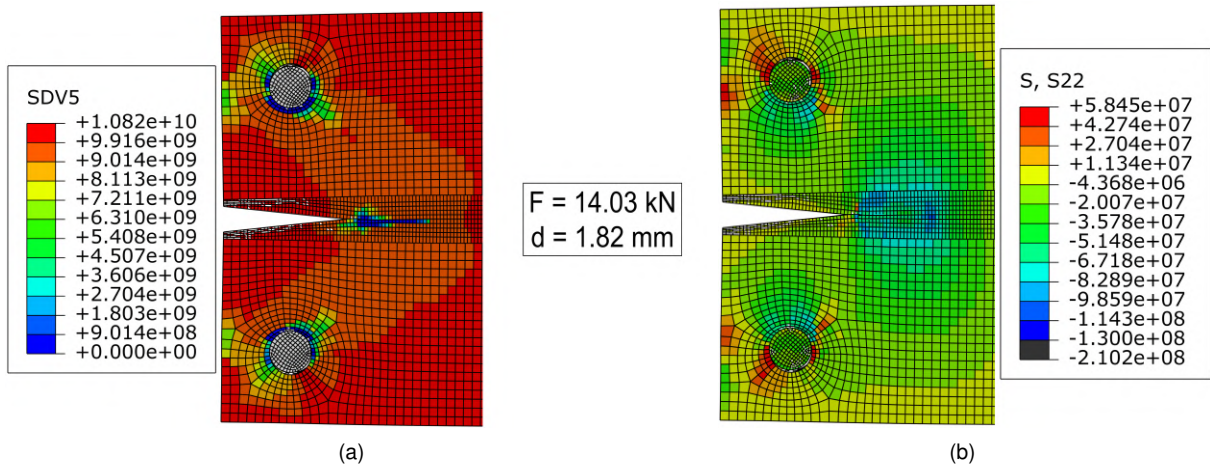 SDV5
+1.082e+10
+9.916e+09
+9.014e+09
+8.113e+09
+7.211e+09
+6.310e+09
+5.408e+09
+4.507e+09
+3.606e+09
+2.704e+09
+1.803e+09
+9.014e+08
+0.000e+00
F = 14.03 kN
d = 1.82 mm
S, S22
+5.845e+07
+4.274e+07
+2.704e+07
+1.134e+07
-4.368e+06
-2.007e+07
-3.578e+07
-5.148e+07
-6.718e+07
-8.289e+07
-9.859e+07
-1.143e+08
-1.300e+08
-2.102e+08
(a)
(b)